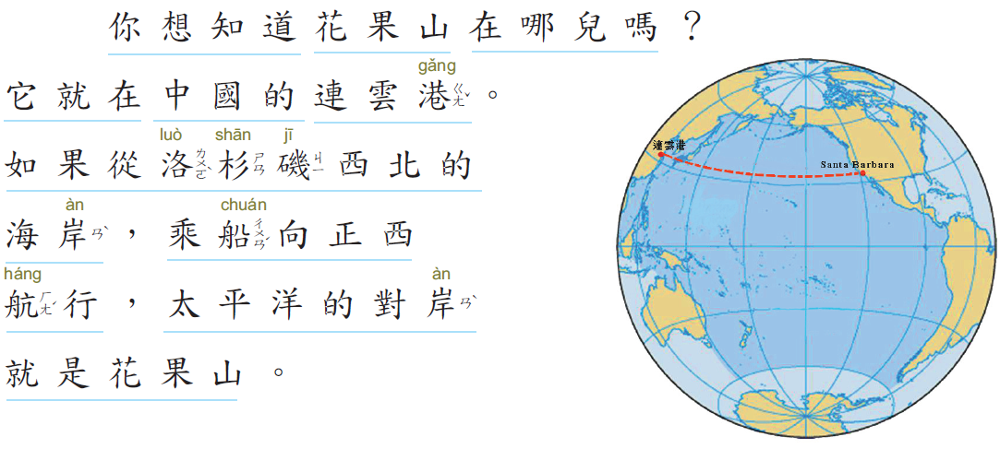 你想知道花果山在哪兒嗎？
gǎng
它就在中國的連雲港ㄍㄤˇ。
luò shān jī
如果從洛ㄌㄨㄛˋ杉ㄕㄢ磯ㄐㄧ西北的
àn chuán
海岸ㄢˋ，乘船ㄔㄨㄢˊ向正西
háng àn
航ㄏㄤˊ行，太平洋的對岸ㄢˋ
就是花果山。
連雲港
Santa Barbara